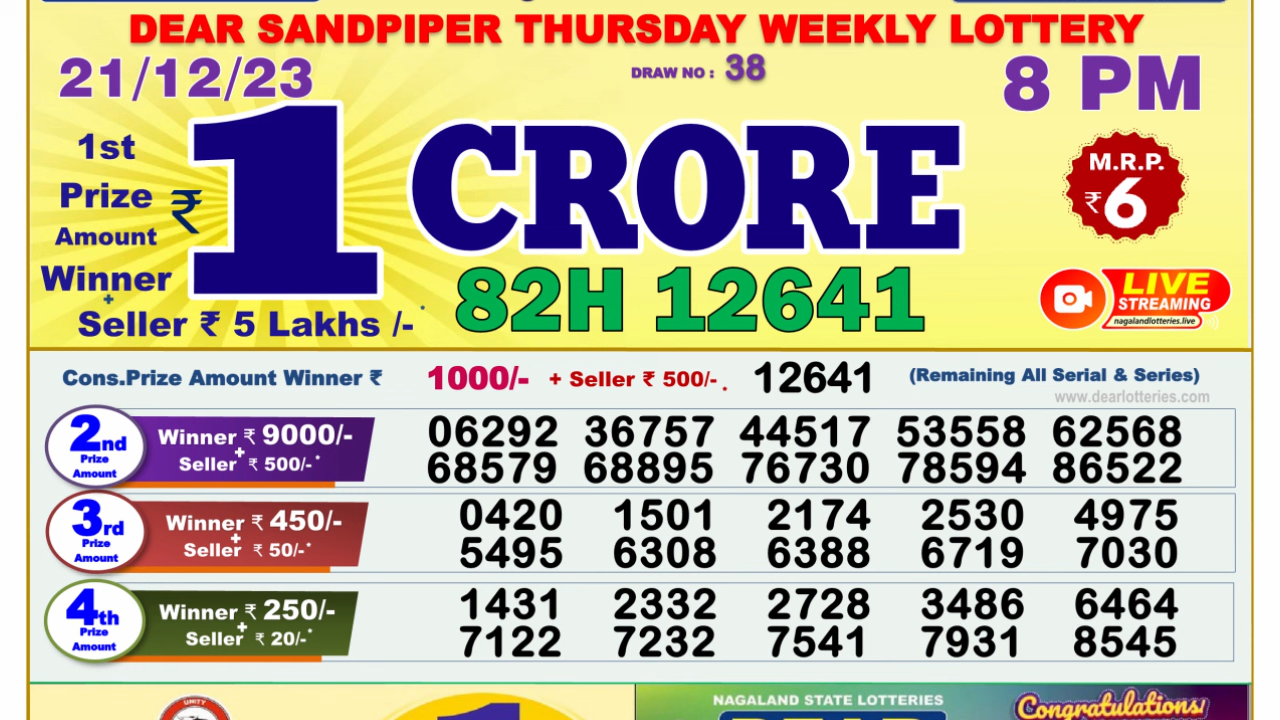 DEAR SANDPIPER THURSDAY WEEKLY LOTTERY
21/12/23
DRAW NO : 38
8 PM
1st
Prize
Amount
₹ 1 CRORE
M.R.P.
₹6
Winner
+
Seller ₹ 5 Lakhs /-
82H 12641
LIVE
STREAMING
nagalandlotteries.live
Cons.Prize Amount Winner ₹ 1000/- + Seller ₹ 500/- . 12641 (Remaining All Serial & Series)
www.dearlotteries.com
2nd
Prize
Amount
Winner ₹ 9000/-
+
Seller ₹ 500/-*
06292 36757 44517 53558 62568
68579 68895 76730 78594 86522
3rd
Prize
Amount
Winner ₹ 450/-
+
Seller ₹ 50/-*
0420 1501 2174 2530 4975
5495 6308 6388 6719 7030
4th
Prize
Amount
Winner ₹ 250/-
+
Seller ₹ 20/-*
1431 2332 2728 3486 6464
7122 7232 7541 7931 8545
UNITY
1
NAGALAND STATE LOTTERIES
DEAR
Congratulations!